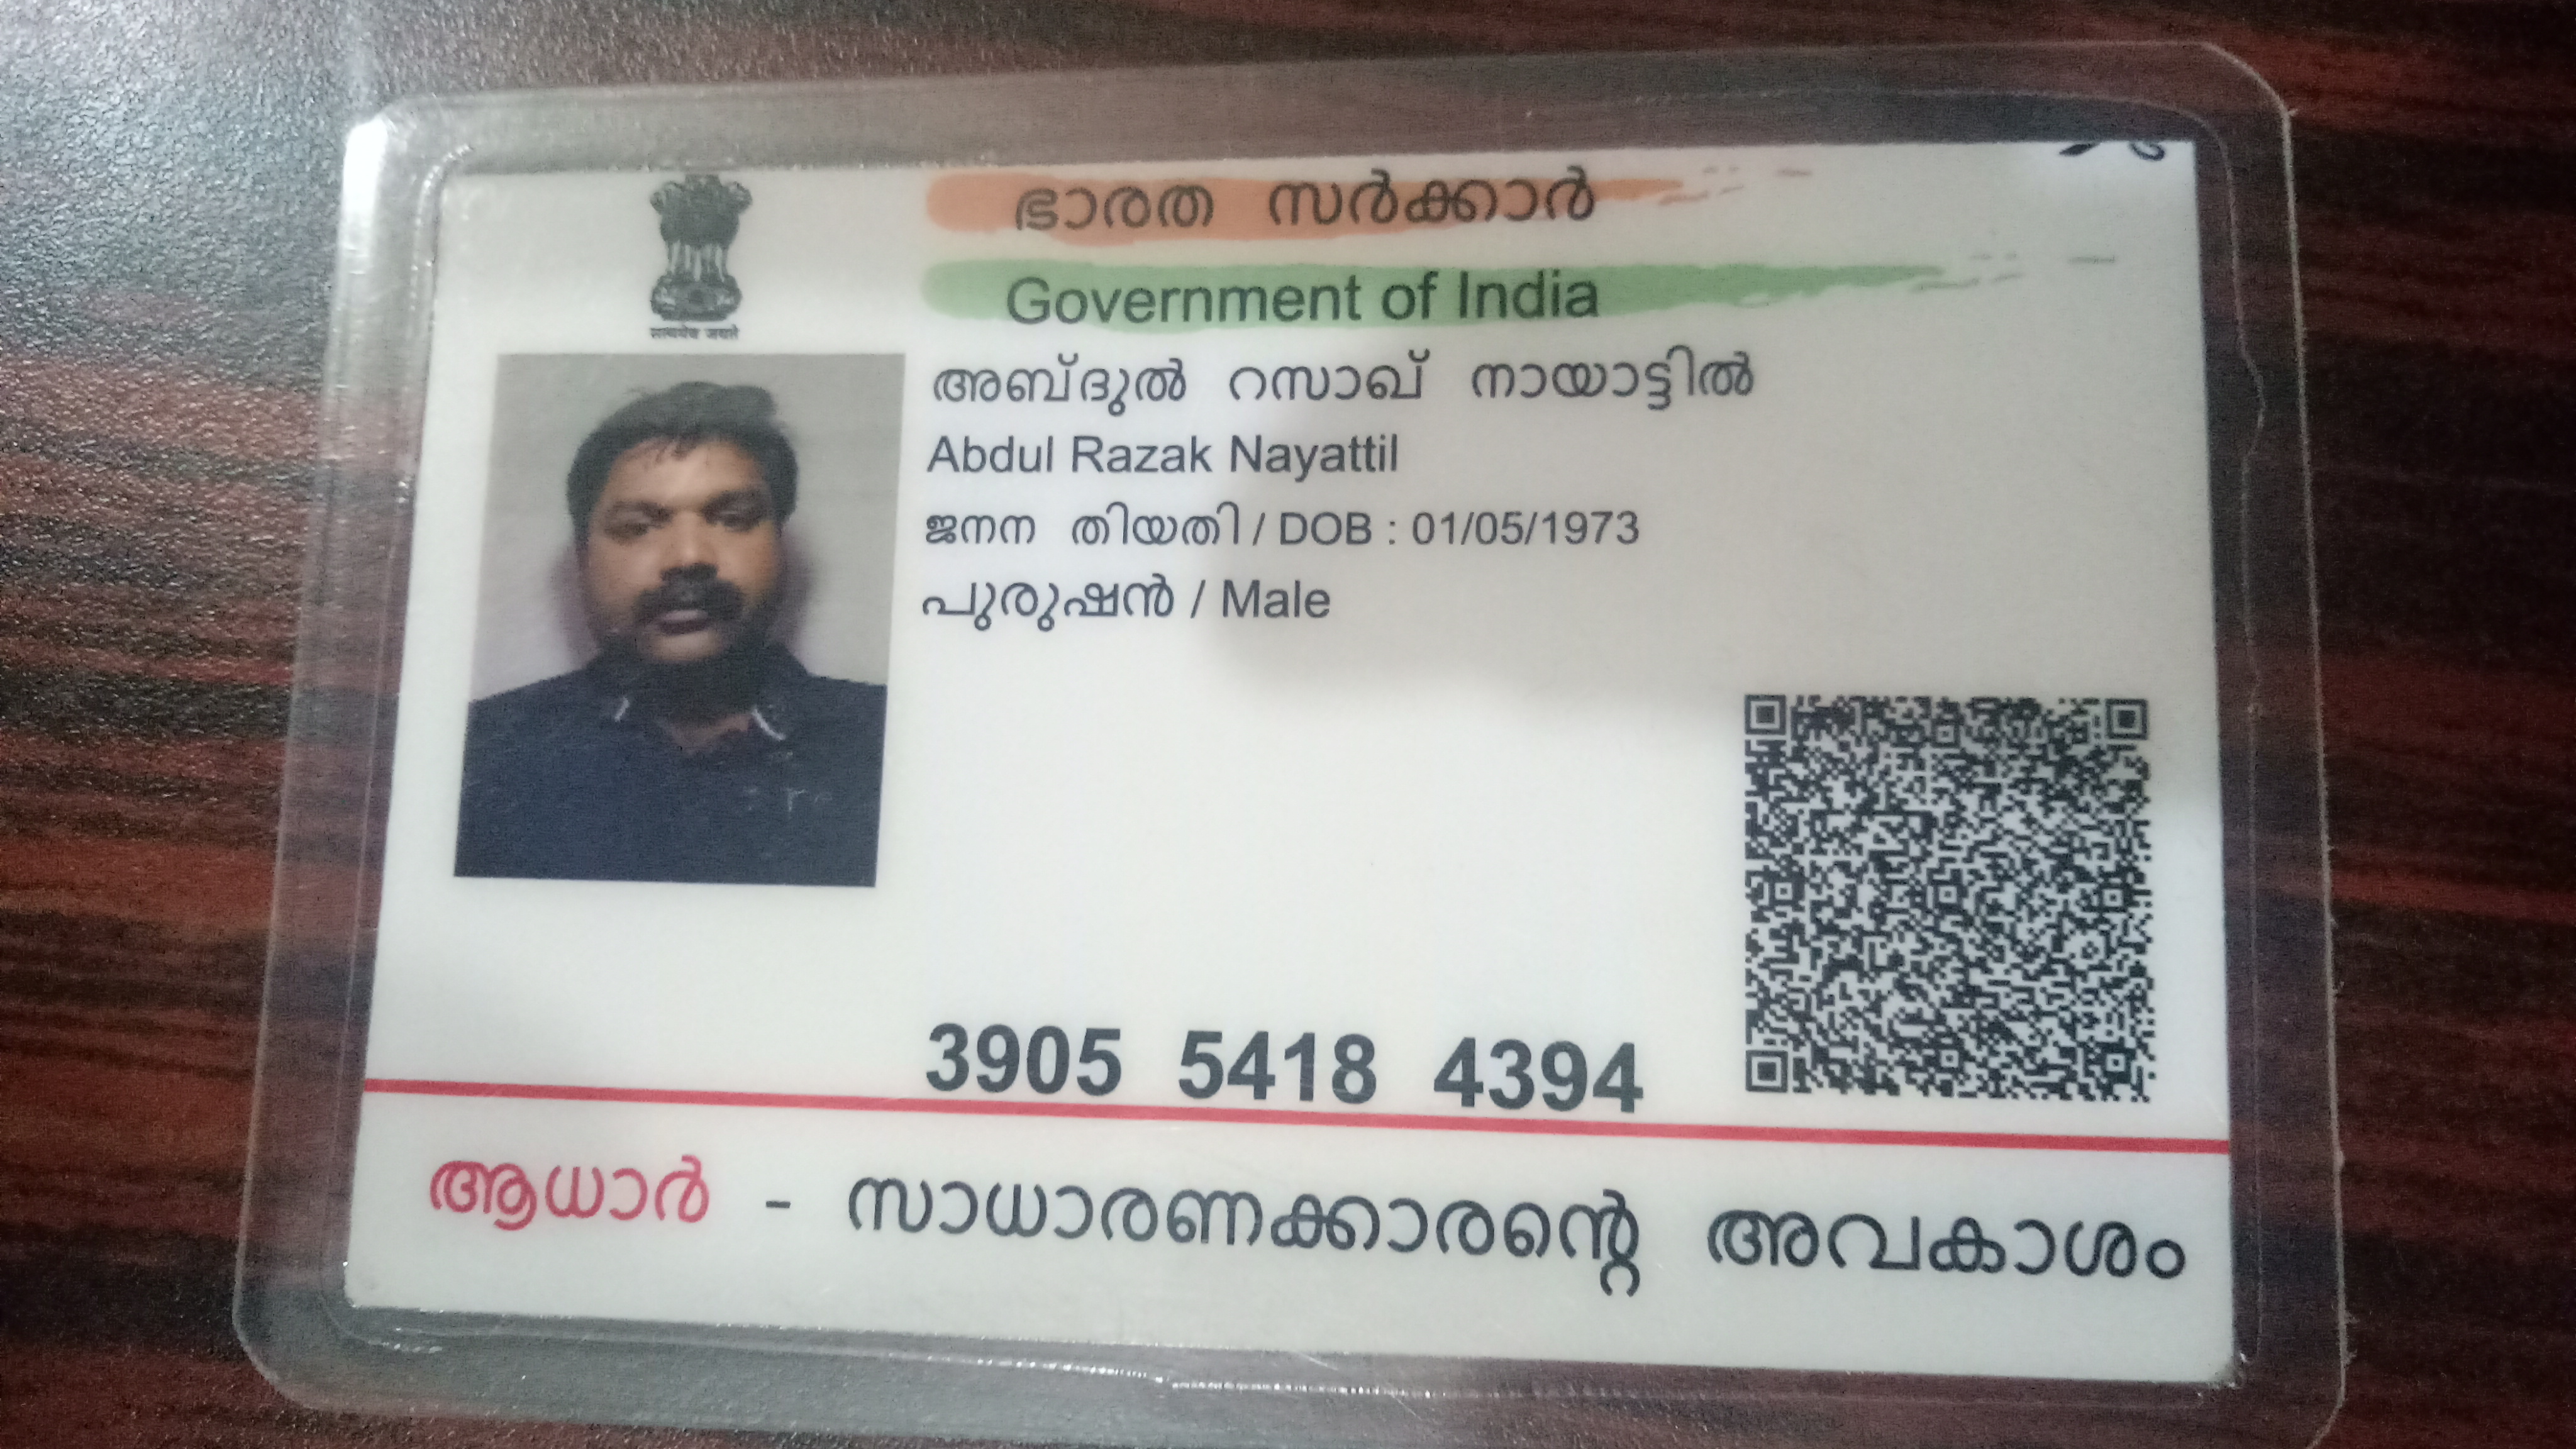 ഭാരത സർക്കാർ
Government of India
सत्यमेव जयते
അബ്ദുൽ റസാഖ് നായാട്ടിൽ
Abdul Razak Nayattil
ജനന തിയതി / DOB : 01/05/1973
പുരുഷൻ / Male
3905 5418 4394
ആധാർ - സാധാരണക്കാരന്റെ അവകാശം